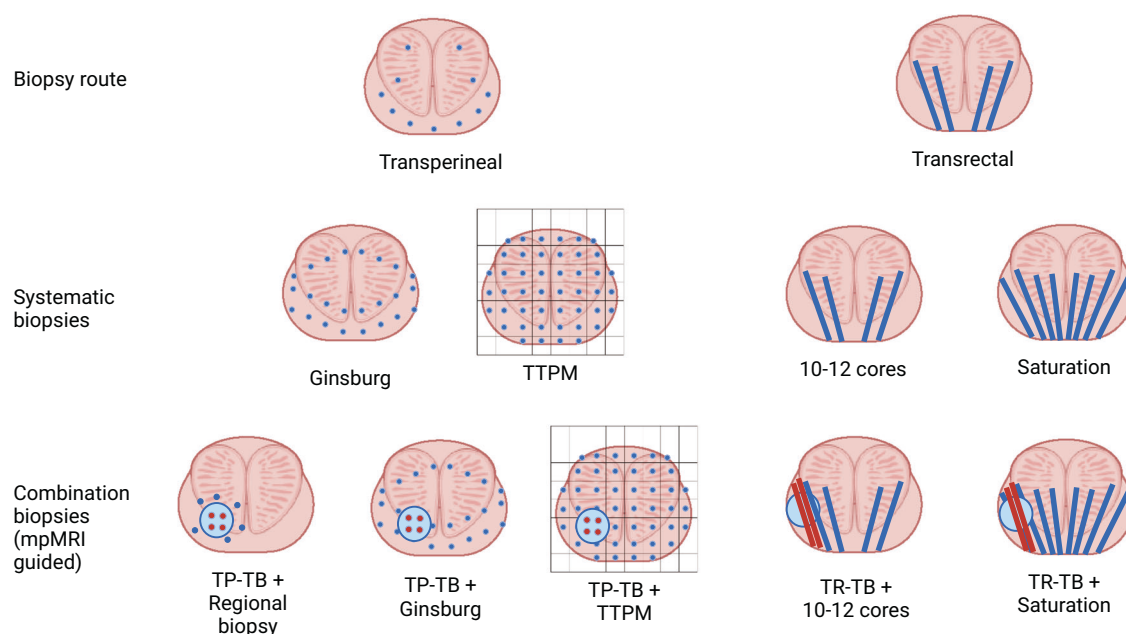 Biopsy route
Transperineal
Transrectal
Systematic
biopsies
Ginsburg
TTPM
10-12 cores
Saturation
Combination
biopsies
(mpMRI
guided)
TP-TB +
Regional
biopsy
TP-TB +
Ginsburg
TP-TB +
TTPM
TR-TB +
10-12 cores
TR-TB +
Saturation